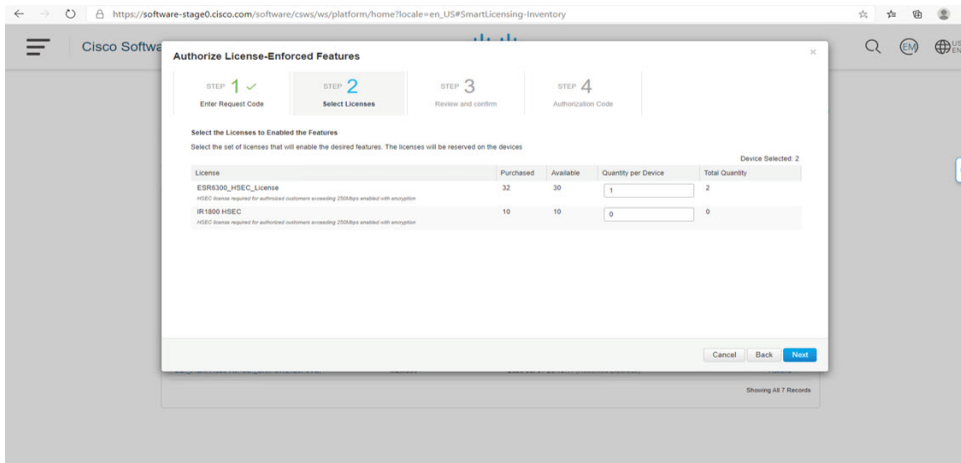 https://software-stage0.cisco.com/software/csws/ws/platform/home?locale=en_US#SmartLicensing-Inventory
Cisco Softwa
EM
US
EN
Authorize License-Enforced Features
STEP 1
Enter Request Code
STEP 2
Select Licenses
STEP 3
Review and confirm
STEP 4
Authorization Code
Select the Licenses to Enabled the Features
Select the set of licenses that will enable the desired features. The licenses will be reserved on the devices
Device Selected: 2
License Purchased Available Quantity per Device Total Quantity
ESR6300_HSEC_License 32 30 1 2
HSEC license required for authorized customers exceeding 250Kbps enabled with encryption
IR1800 HSEC 10 10 0 0
HSEC license required for authorized customers exceeding 250Kbps enabled with encryption
Cancel Back Next
Showing All 7 Records